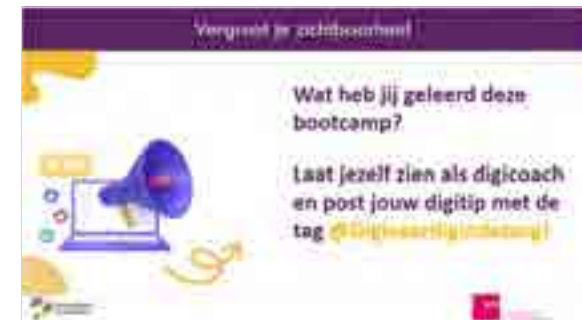 Vergroot je zichtbaarheid
Wat heb jij geleerd deze
bootcamp?
Laat jezelf zien als digicoach
en post jouw digitip met de
tag @Digivaardigindezorg!